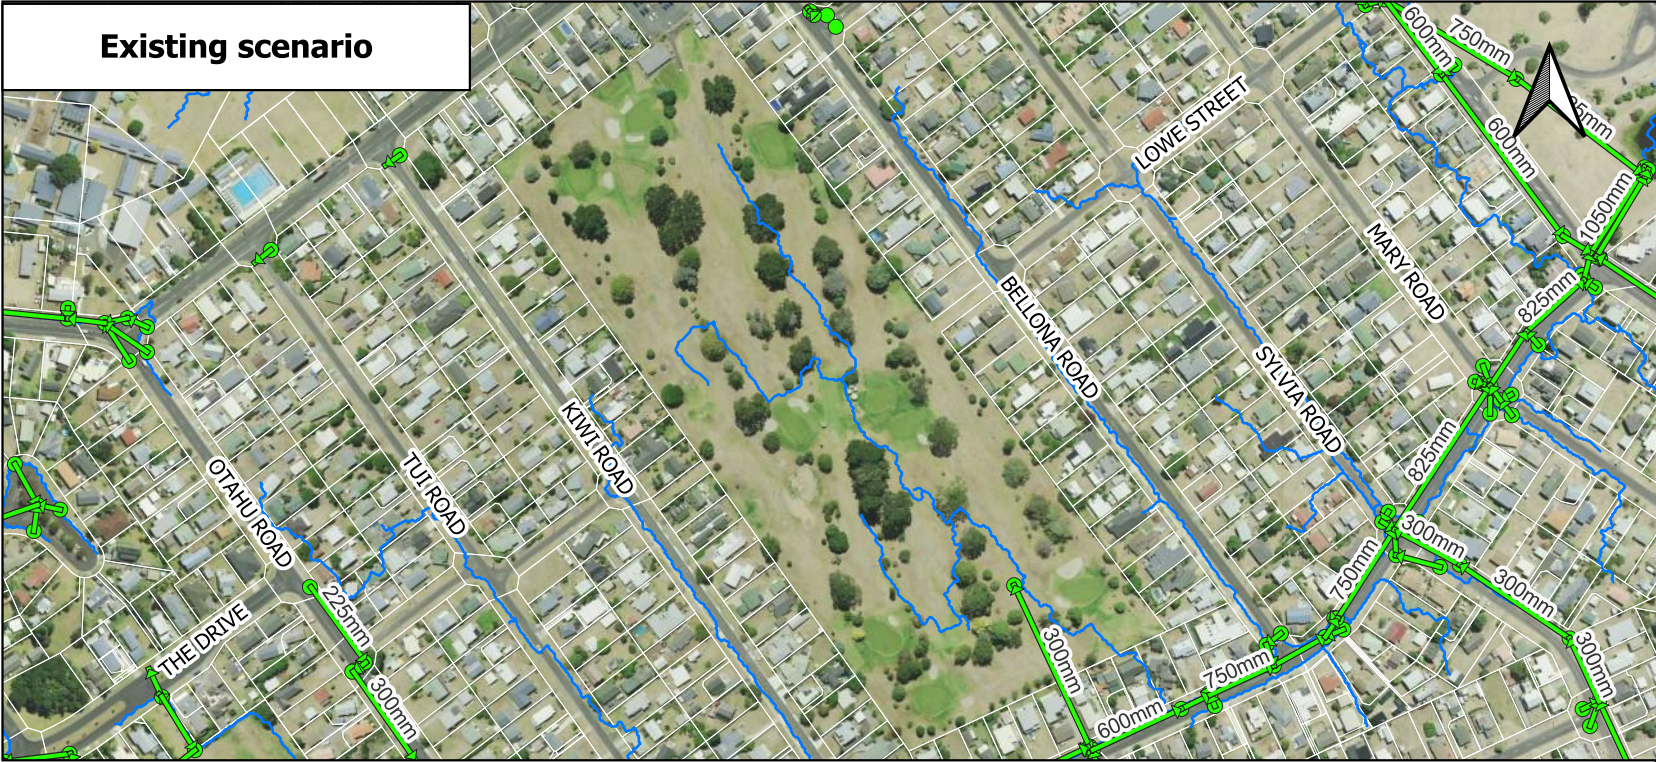 Existing scenario
600mm
750mm
LOWE STREET
600mm
1050mm
MARY ROAD
BELLONA ROAD
825mm
SYLVIA ROAD
KIWI ROAD
TUI ROAD
OTAHU ROAD
825mm
300mm
750mm
300mm
225mm
THE DRIVE
300mm
300mm
750mm
300mm
600mm